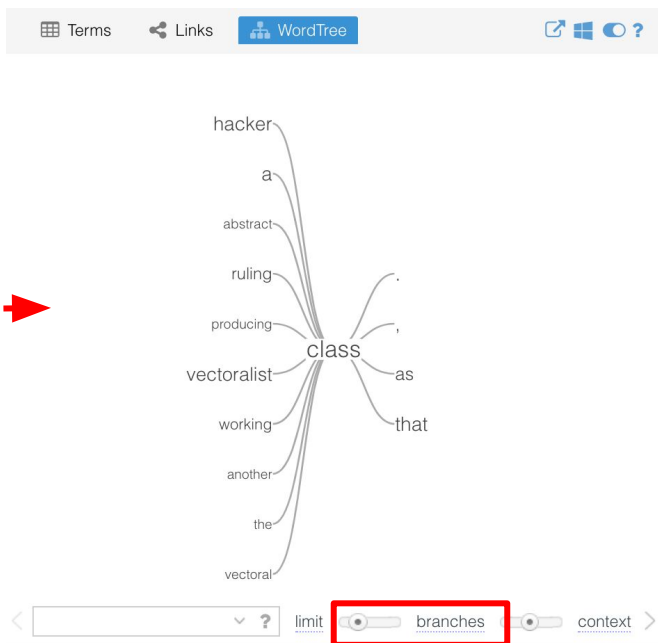 Terms Links WordTree ?
hacker
a
abstract
ruling
.
producing
,
class
vectoralist
as
working
that
another
the
vectoral
? limit branches context